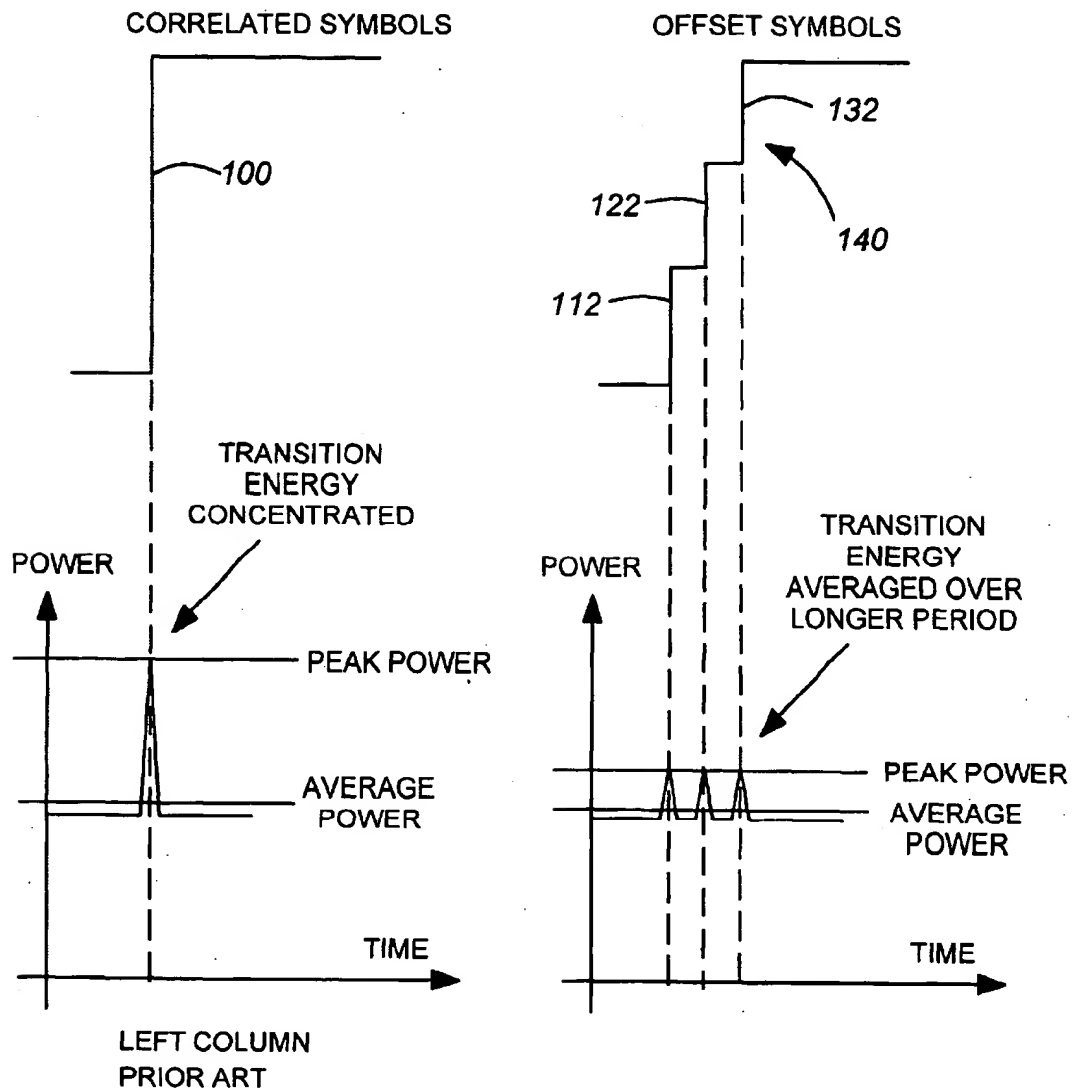 CORRELATED SYMBOLS
100
TRANSITION
ENERGY
CONCENTRATED
POWER
PEAK POWER
AVERAGE
POWER
TIME
LEFT COLUMN
PRIOR ART
OFFSET SYMBOLS
132
122
140
112
TRANSITION
ENERGY
AVERAGED OVER
LONGER PERIOD
POWER
PEAK POWER
AVERAGE
POWER
TIME